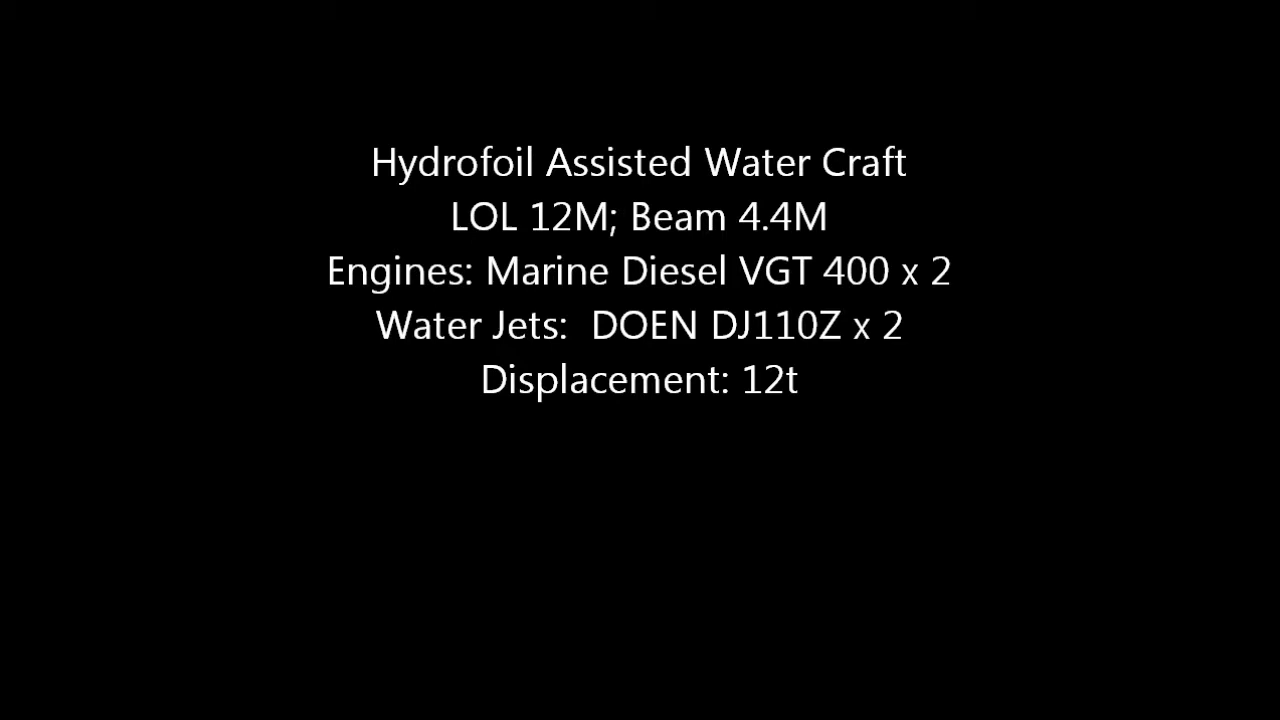 Hydrofoil Assisted Water Craft
LOL 12M; Beam 4.4M
Engines: Marine Diesel VGT 400 x 2
Water Jets:  DOEN DJ110Z x 2
Displacement: 12t